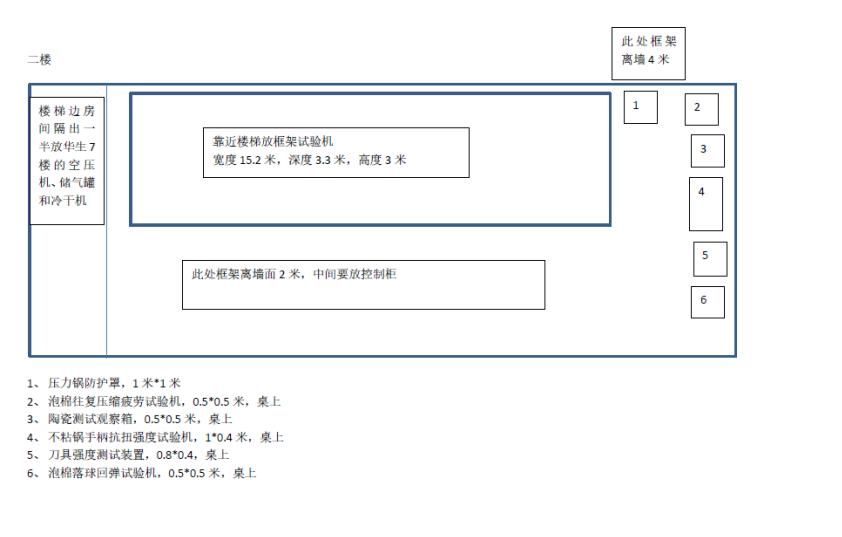 此处框架
离墙 4 米
二楼
楼梯边房
间隔出一
半放华生 7
楼的空压
机、储气罐
和冷干机
靠近楼梯放框架试验机
宽度 15.2 米，深度 3.3 米，高度 3 米
1
2
3
4
此处框架离墙面 2 米，中间要放控制柜
5
6
1、 压力锅防护罩，1 米*1 米
2、 泡棉往复压缩疲劳试验机，0.5*0.5 米，桌上
3、 陶瓷测试观察箱，0.5*0.5 米，桌上
4、 不粘锅手柄抗扭强度试验机，1*0.4 米，桌上
5、 刀具强度测试装置，0.8*0.4，桌上
6、 泡棉落球回弹试验机，0.5*0.5 米，桌上